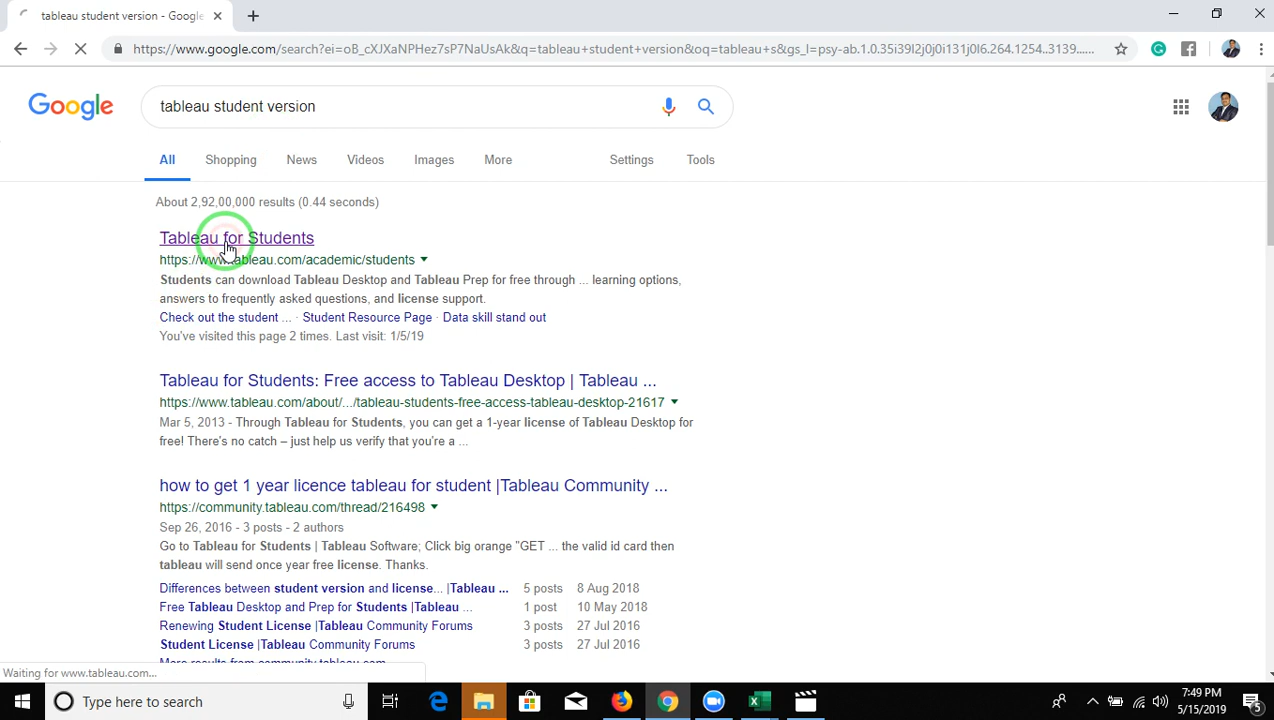 tableau student version - Google
https://www.google.com/search?ei=oB_cXJXaNPHez7sP7NaUsAk&q=tableau+student+version&oq=tableau+s&gs_l=psy-ab.1.0.35i39l2j0j0i131j0l6.264.1254..3139....
Google
tableau student version
All Shopping News Videos Images More Settings Tools
About 2,92,00,000 results (0.44 seconds)
Tableau for Students
https://www.tableau.com/academic/students
Students can download Tableau Desktop and Tableau Prep for free through ... learning options,
answers to frequently asked questions, and license support.
Check out the student ... · Student Resource Page · Data skill stand out
You've visited this page 2 times. Last visit: 1/5/19
Tableau for Students: Free access to Tableau Desktop | Tableau ...
https://www.tableau.com/about/.../tableau-students-free-access-tableau-desktop-21617
Mar 5, 2013 - Through Tableau for Students, you can get a 1-year license of Tableau Desktop for
free! There's no catch – just help us verify that you're a ...
how to get 1 year licence tableau for student |Tableau Community ...
https://community.tableau.com/thread/216498
Sep 26, 2016 - 3 posts - 2 authors
Go to Tableau for Students | Tableau Software; Click big orange "GET ... the valid id card then
tableau will send once year free license. Thanks.
Differences between student version and license... |Tableau ... 5 posts 8 Aug 2018
Free Tableau Desktop and Prep for Students |Tableau ... 1 post 10 May 2018
Renewing Student License |Tableau Community Forums 3 posts 27 Jul 2016
Student License |Tableau Community Forums 3 posts 27 Jul 2016
More results from community.tableau.com
Waiting for www.tableau.com...
Type here to search
7:49 PM
5/15/2019
5